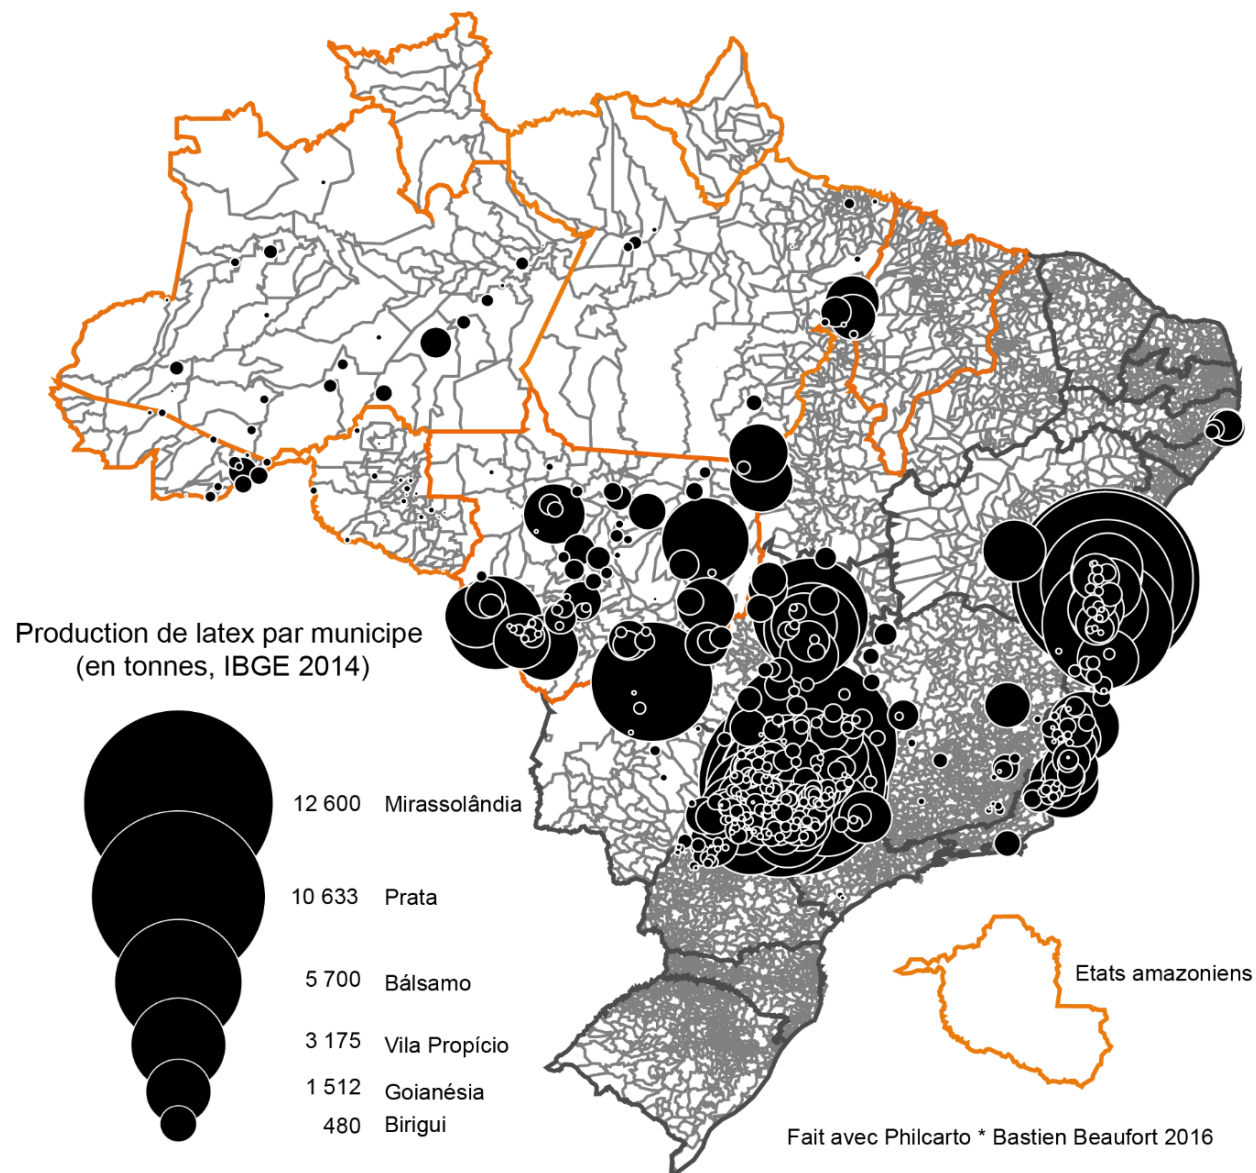 Production de latex par municipe
(en tonnes, IBGE 2014)
12 600 Mirassolândia
10 633 Prata
5 700 Bálsamo
3 175 Vila Propício
1 512 Goianésia
480 Birigui
Etats amazoniens
Fait avec Philcarto * Bastien Beaufort 2016